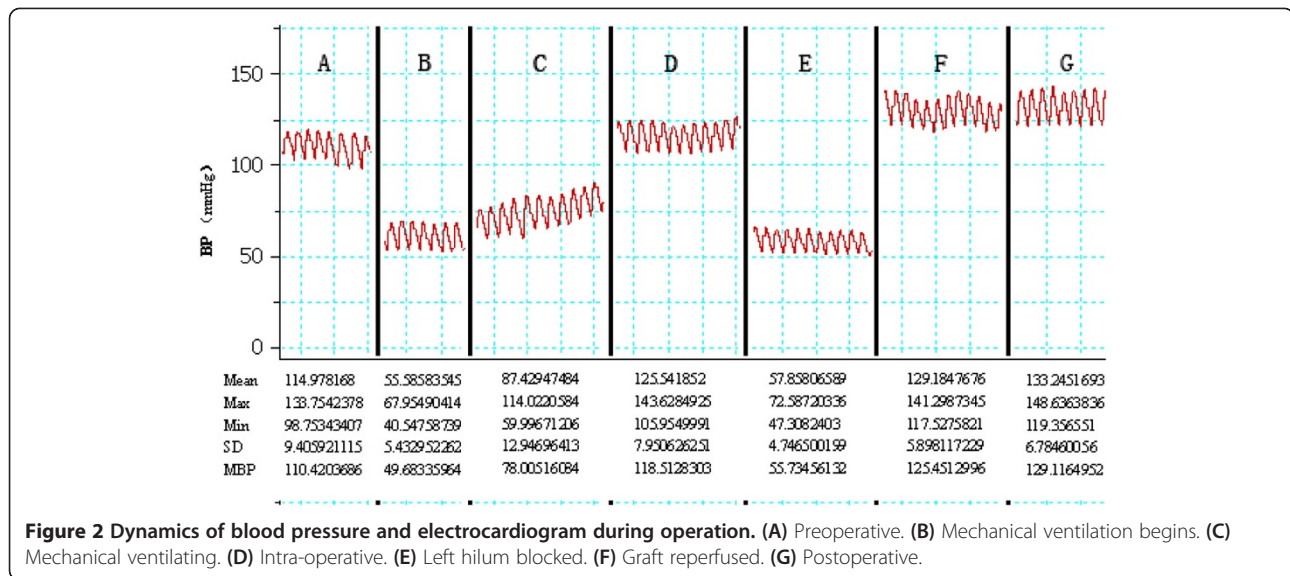 A B C D E F G
150
100
50
0
BP (mmHg)
Mean 114.978168 55.58583545 87.42947484 125.541852 57.85806589 129.1847676 133.2451693
Max 133.7542378 67.95490414 114.0220584 143.6284925 72.58720336 141.2987345 148.6363836
Min 98.75343407 40.54758739 59.99671206 105.9549991 47.3082403 117.5275821 119.356551
SD 9.405921115 5.432952262 12.94696413 7.950626251 4.746500199 5.898117229 6.78460056
MBP 110.4203686 49.68335964 78.00516084 118.5128303 55.73456132 125.4512996 129.1164952
Figure 2 Dynamics of blood pressure and electrocardiogram during operation. (A) Preoperative. (B) Mechanical ventilation begins. (C)
Mechanical ventilating. (D) Intra-operative. (E) Left hilum blocked. (F) Graft reperfused. (G) Postoperative.